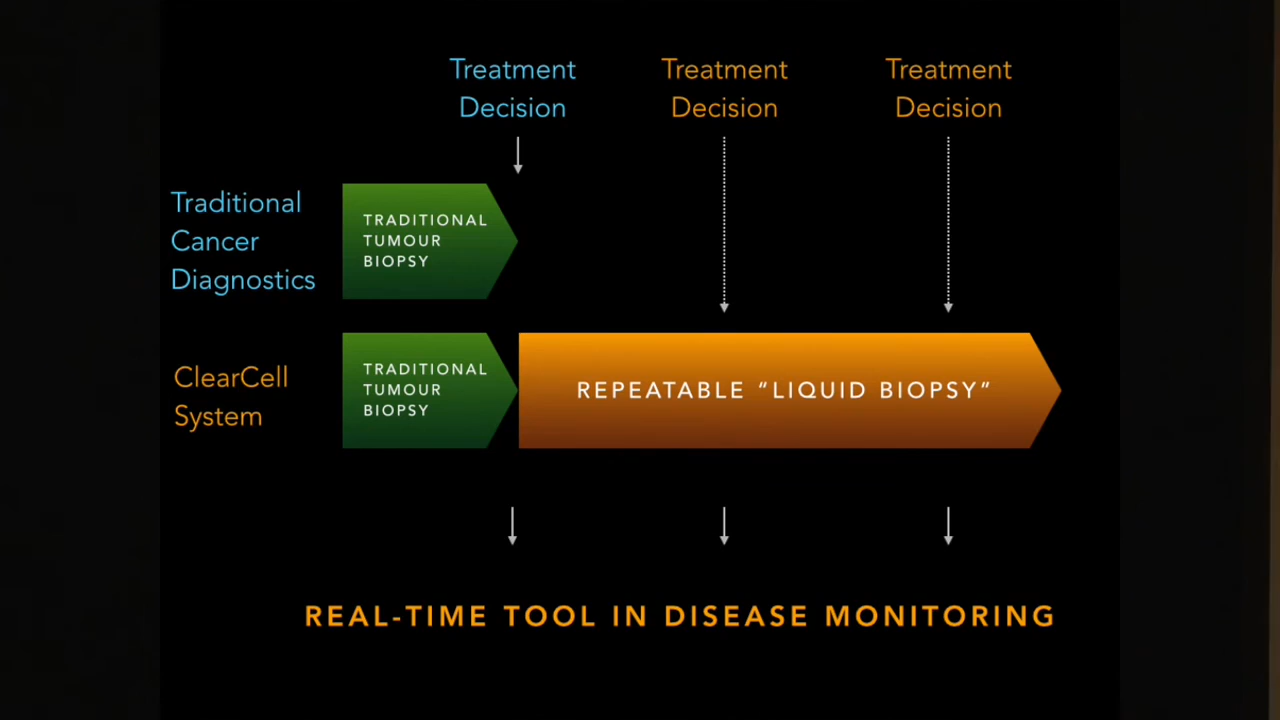 Treatment
Decision
Treatment
Decision
Treatment
Decision
Traditional
Cancer
Diagnostics
TRADITIONAL
TUMOUR
BIOPSY
ClearCell
System
TRADITIONAL
TUMOUR
BIOPSY
REPEATABLE “LIQUID BIOPSY“
REAL-TIME TOOL IN DISEASE MONITORING